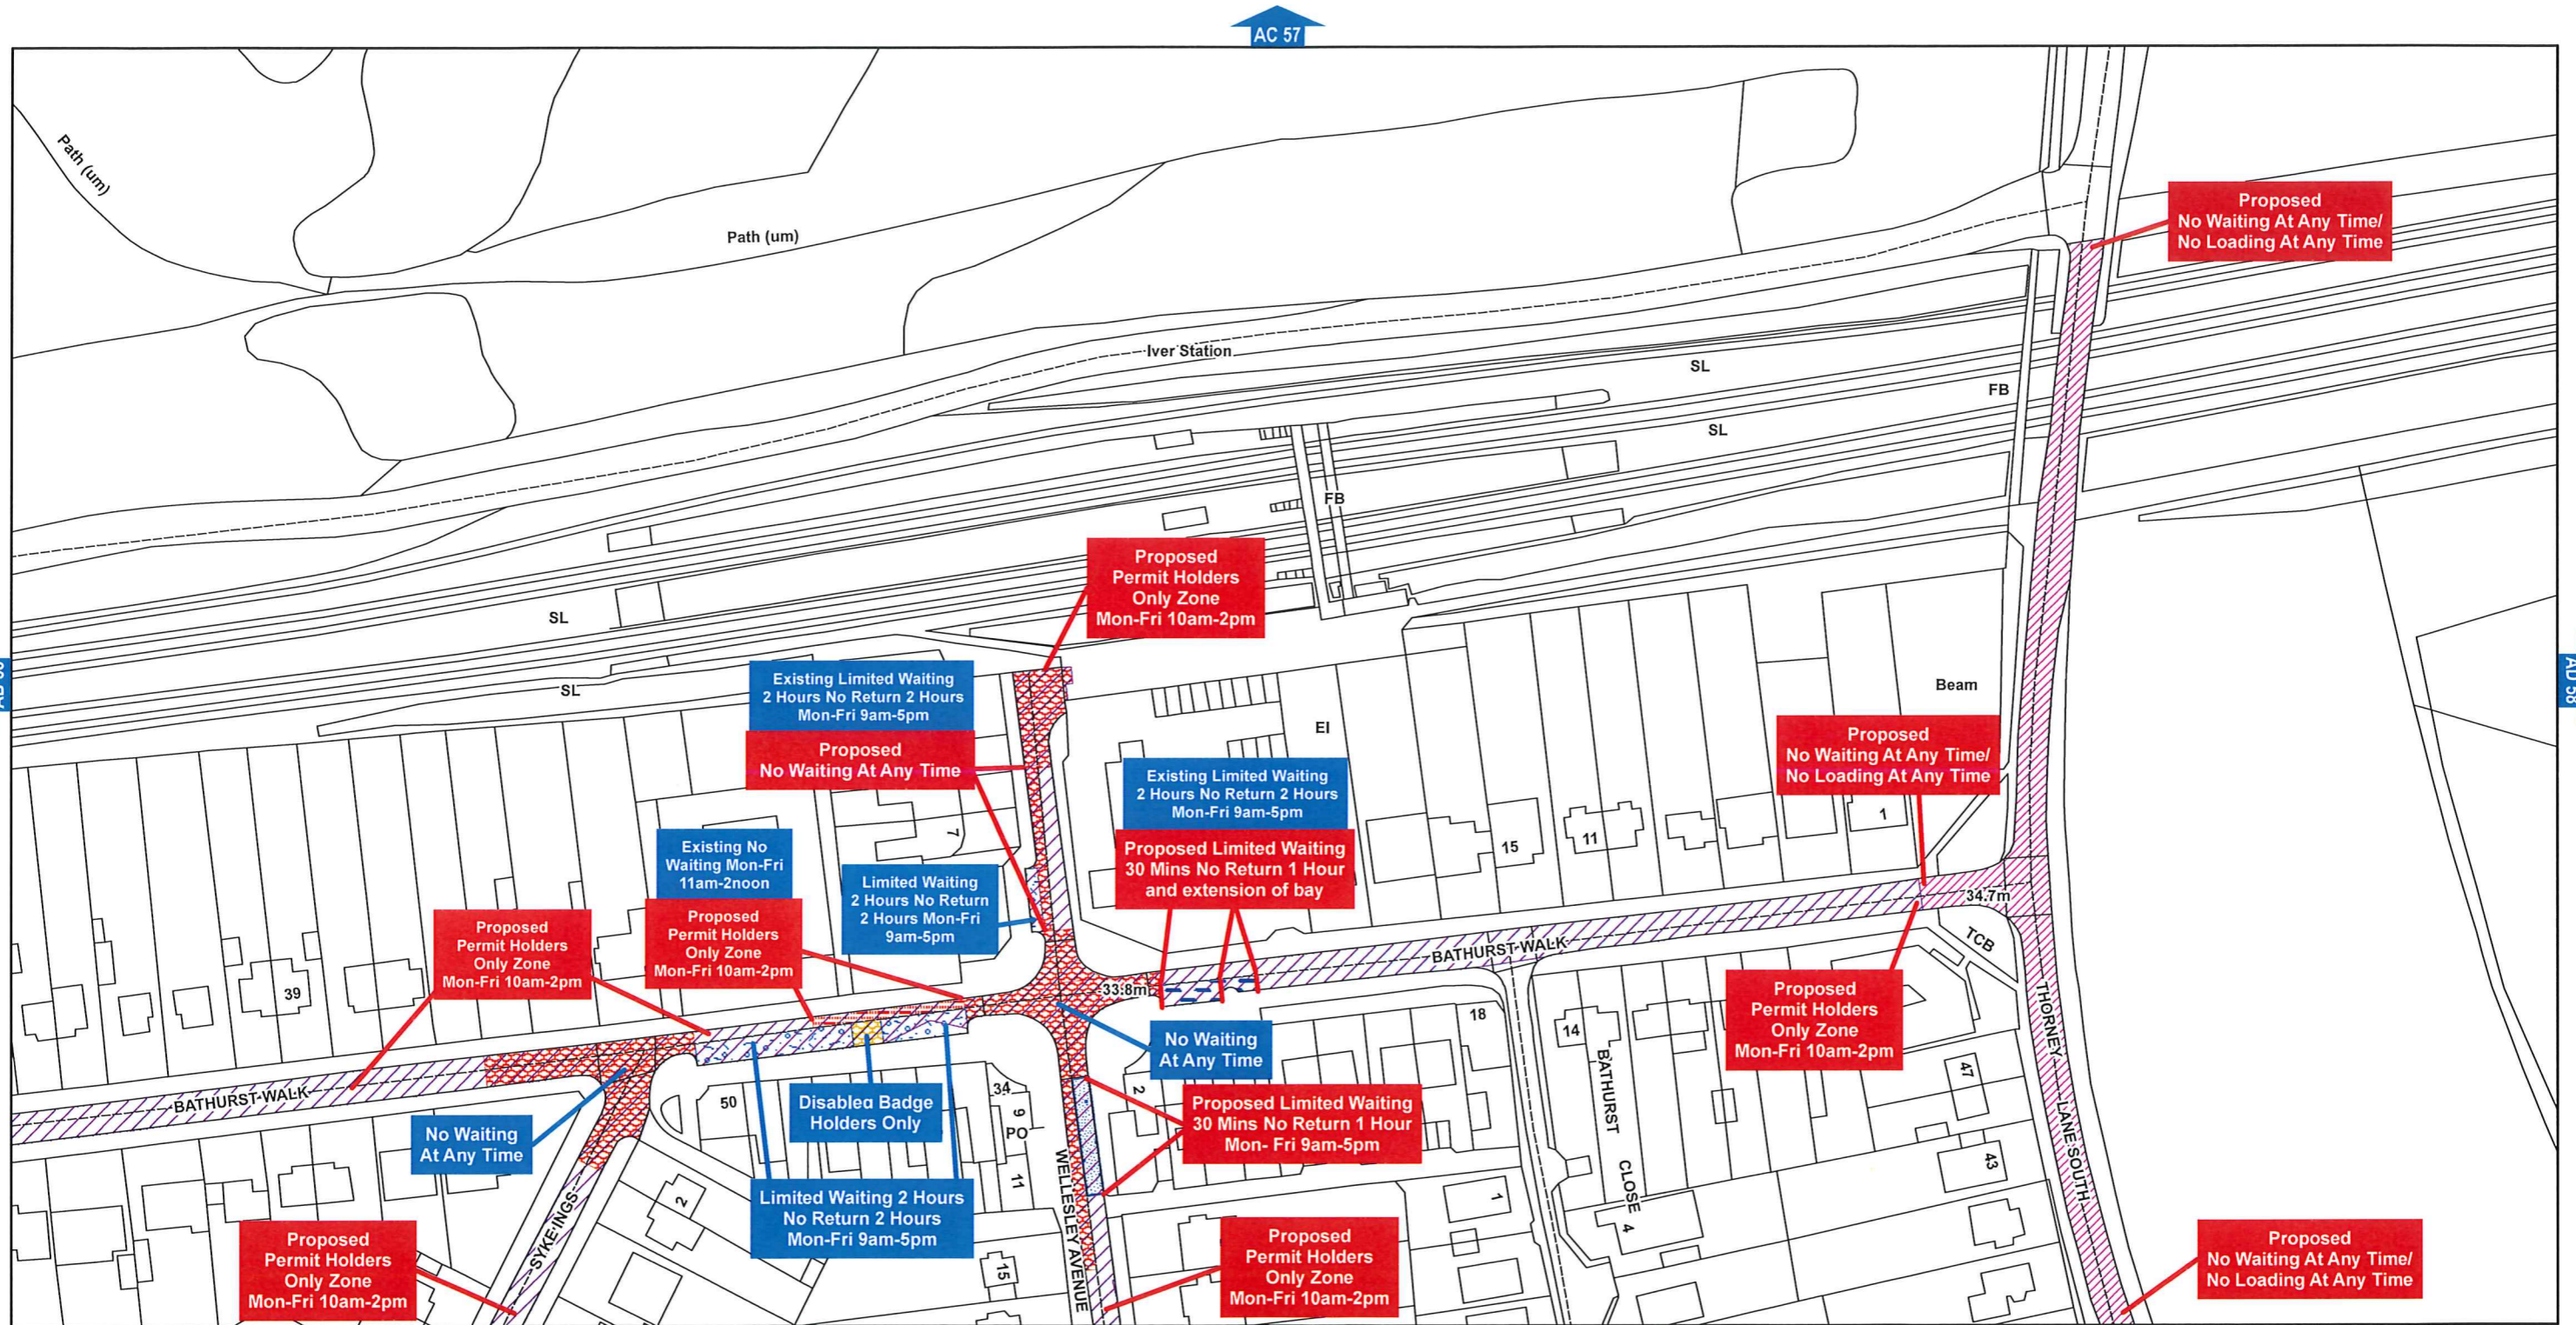 AC 57
Path (um)
Path (um)
Proposed
No Waiting At Any Time/
No Loading At Any Time
Iver Station
SL
FB
SL
FB
Proposed
Permit Holders
Only Zone
Mon-Fri 10am-2pm
SL
SL
AD 58
Beam
Existing Limited Waiting
2 Hours No Return 2 Hours
Mon-Fri 9am-5pm
Proposed
No Waiting At Any Time
EI
Proposed
No Waiting At Any Time/
No Loading At Any Time
Existing Limited Waiting
2 Hours No Return 2 Hours
Mon-Fri 9am-5pm
Proposed Limited Waiting
30 Mins No Return 1 Hour
and extension of bay
7
15
11
1
Existing No
Waiting Mon-Fri
11am-2noon
Proposed
Permit Holders
Only Zone
Mon-Fri 10am-2pm
Limited Waiting
2 Hours No Return
2 Hours Mon-Fri
9am-5pm
Proposed
Permit Holders
Only Zone
Mon-Fri 10am-2pm
39
34.7m
TCB
BATHURST WALK
33.8m
Proposed
Permit Holders
Only Zone
Mon-Fri 10am-2pm
18
14
No Waiting
At Any Time
BATHURST CLOSE
THORNEY LANE SOUTH
47
43
BATHURST WALK
50
Disabled Badge
Holders Only
34
9
PO
11
2
Proposed Limited Waiting
30 Mins No Return 1 Hour
Mon- Fri 9am-5pm
No Waiting
At Any Time
2
Limited Waiting 2 Hours
No Return 2 Hours
Mon-Fri 9am-5pm
WELLESLEY AVENUE
1
4
SYKE INGS
15
Proposed
Permit Holders
Only Zone
Mon-Fri 10am-2pm
Proposed
Permit Holders
Only Zone
Mon-Fri 10am-2pm
Proposed
No Waiting At Any Time/
No Loading At Any Time